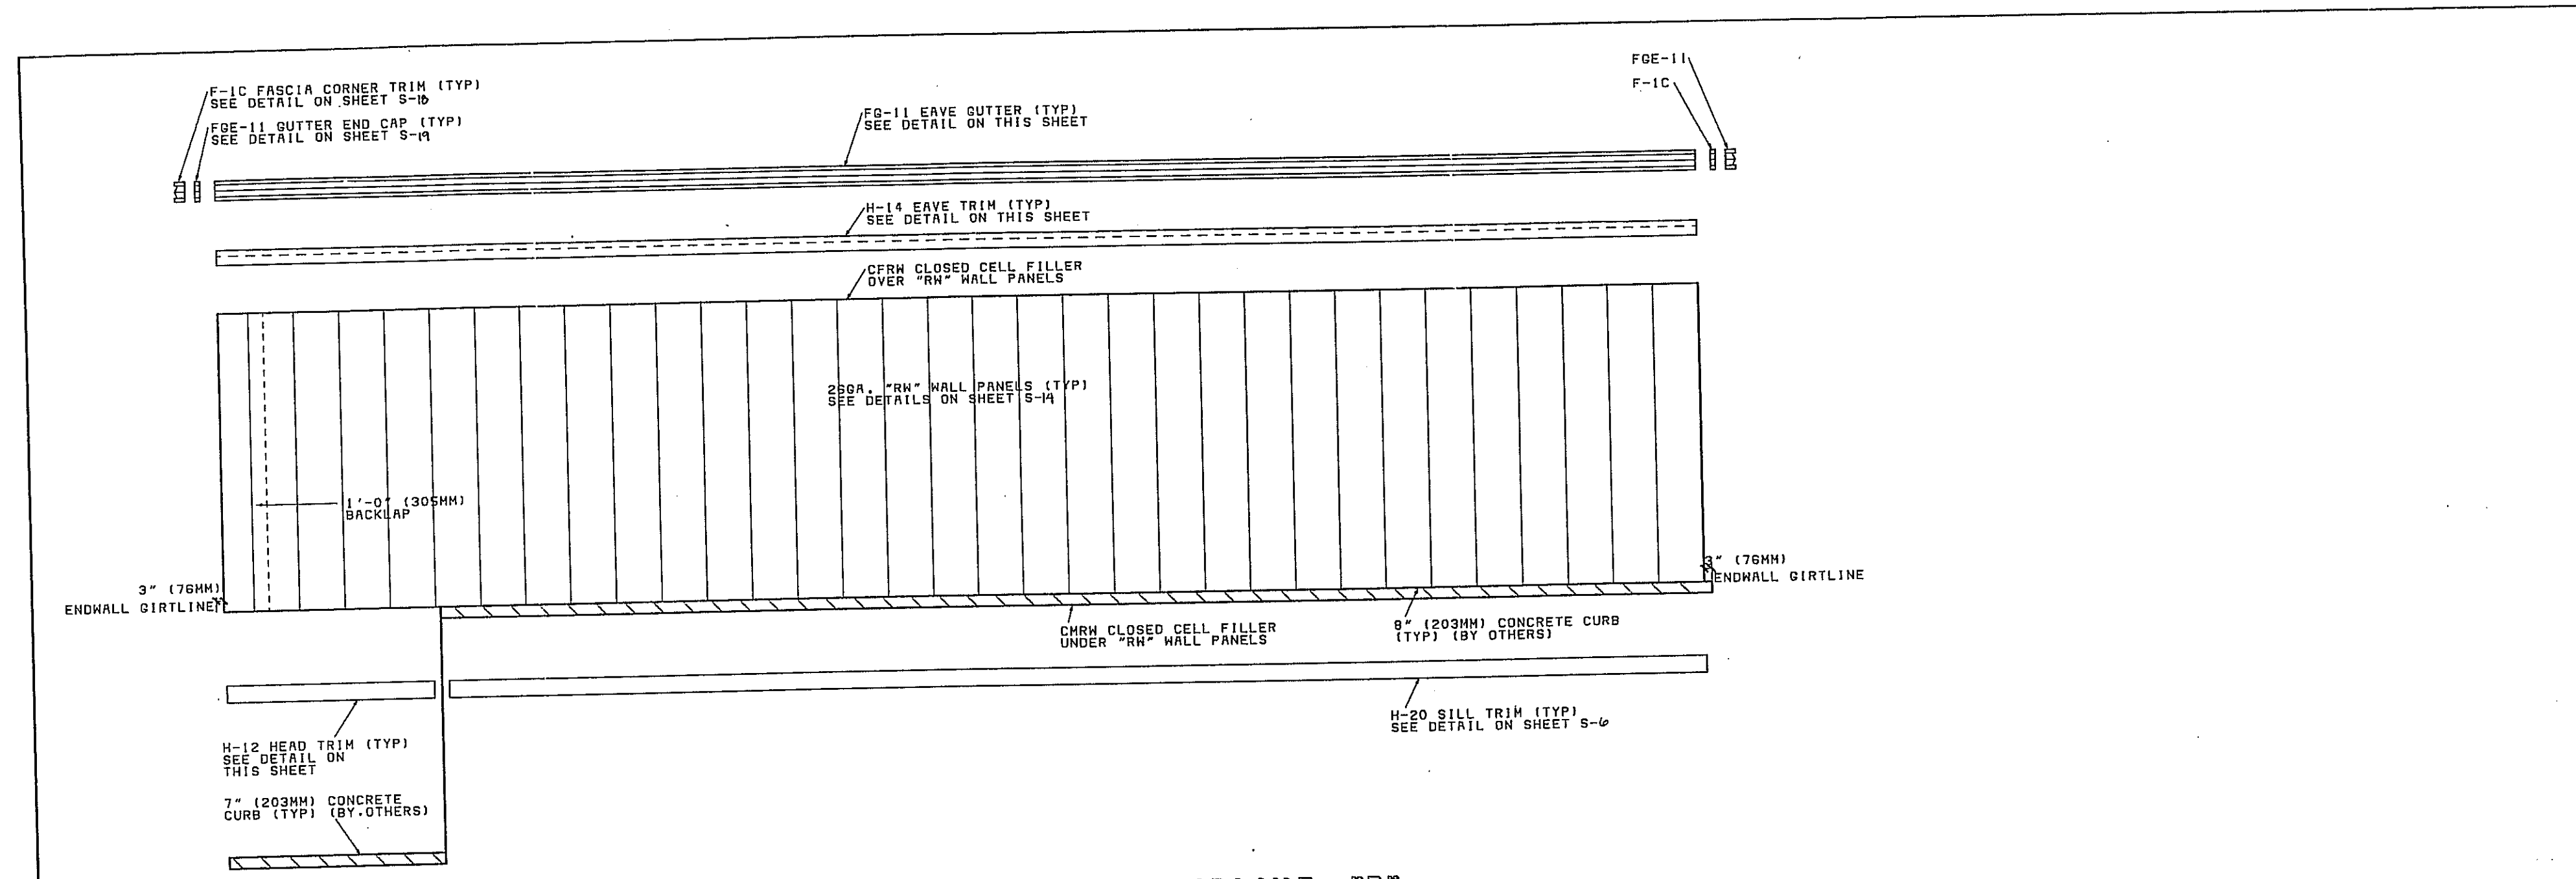 F-1C FASCIA CORNER TRIM (TYP)
SEE DETAIL ON SHEET S-18
FGE-11 GUTTER END CAP (TYP)
SEE DETAIL ON SHEET S-19
FG-11 EAVE GUTTER (TYP)
SEE DETAIL ON THIS SHEET
FGE-11
F-1C
H-14 EAVE TRIM (TYP)
SEE DETAIL ON THIS SHEET
CFRW CLOSED CELL FILLER
OVER "RW" WALL PANELS
26GA. "RW" WALL PANELS (TYP)
SEE DETAILS ON SHEET S-14
1'-0" (305MM)
BACKLAP
3" (76MM)
ENDWALL GIRTLINE
3" (76MM)
ENDWALL GIRTLINE
CMRW CLOSED CELL FILLER
UNDER "RW" WALL PANELS
8" (203MM) CONCRETE CURB
(TYP) (BY OTHERS)
H-20 SILL TRIM (TYP)
SEE DETAIL ON SHEET S-6
H-12 HEAD TRIM (TYP)
SEE DETAIL ON
THIS SHEET
7" (203MM) CONCRETE
CURB (TYP) (BY OTHERS)